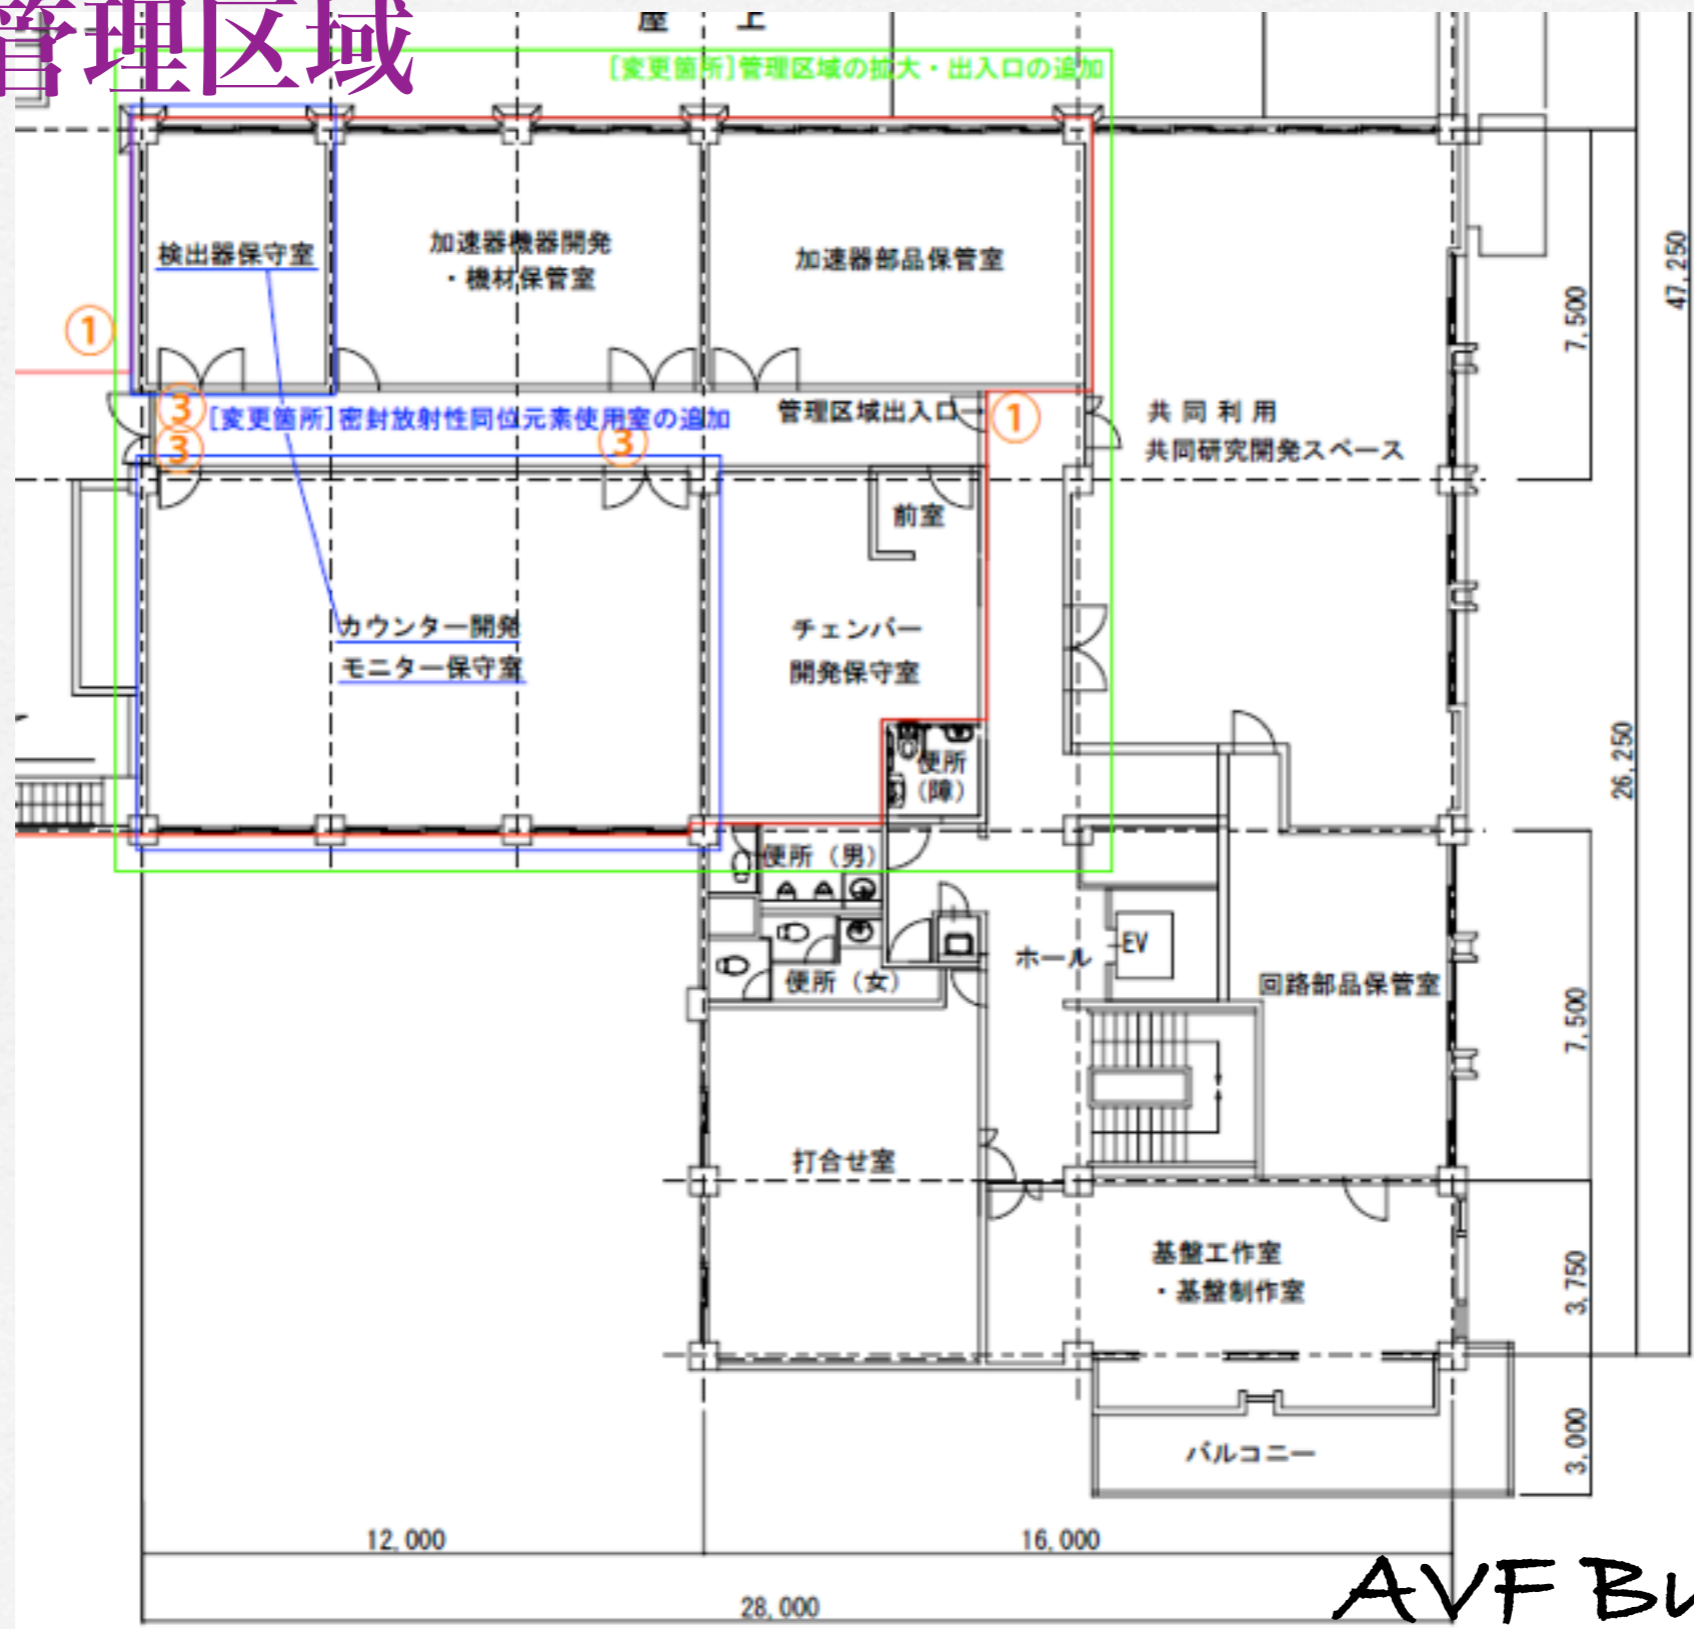 管理区域
屋上
[変更箇所]管理区域の拡大・出入口の追加
検出器保守室
加速器機器開発
・機材保管室
加速器部品保管室
①
47,250
7,500
③
[変更箇所]密封放射性同位元素使用室の追加
管理区域出入口
①
共同利用
共同研究開発スペース
③
③
前室
カウンター開発
モニター保守室
チェンバー
開発保守室
便所
(障)
26,250
便所（男）
ホール
EV
便所（女）
回路部品保管室
7,500
打合せ室
基盤工作室
・基盤制作室
3,750
バルコニー
3,000
12,000
16,000
28,000
AVF